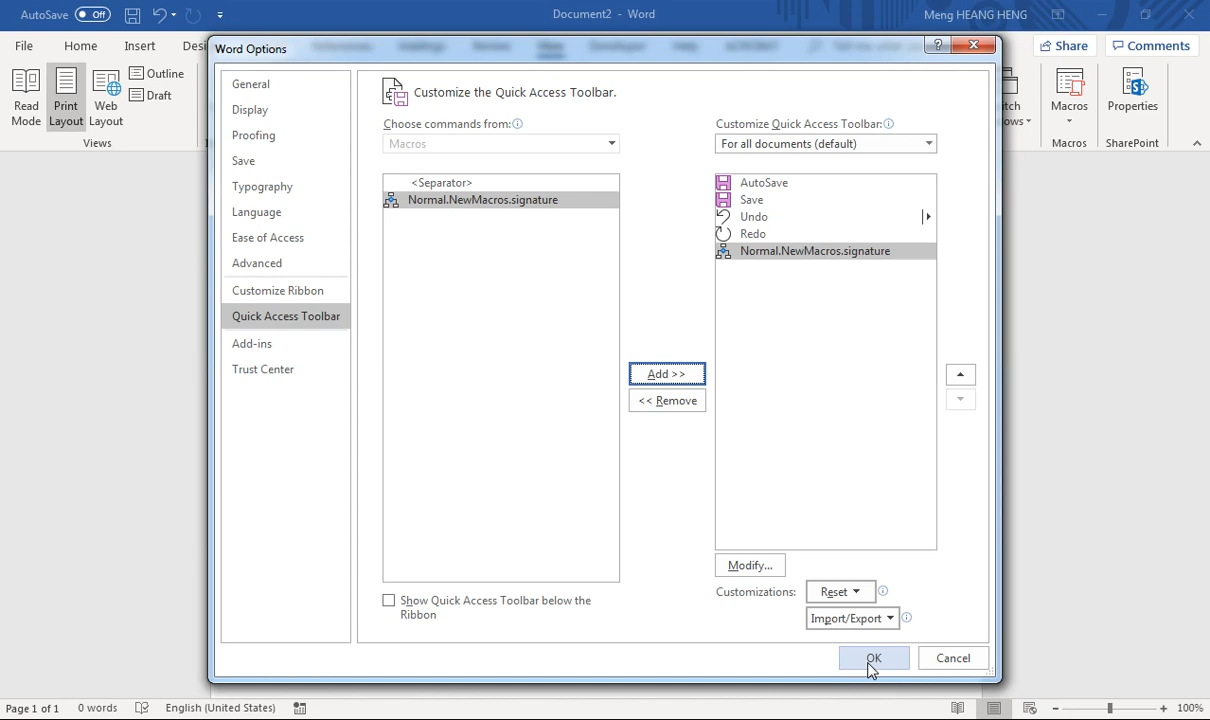 AutoSave Off
Document2 - Word
Meng HEANG HENG
File Home Insert Desi
Share Comments
Word Options
Read Mode
Print Layout
Web Layout
Outline
Draft
Views
Macros
Properties
Macros
SharePoint
General
Display
Proofing
Save
Typography
Language
Ease of Access
Advanced
Customize Ribbon
Quick Access Toolbar
Add-ins
Trust Center
Customize the Quick Access Toolbar.
Choose commands from:
Macros
<Separator>
Normal.NewMacros.signature
Add >>
<< Remove
Customize Quick Access Toolbar:
For all documents (default)
AutoSave
Save
Undo
Redo
Normal.NewMacros.signature
Modify...
Customizations: Reset
Import/Export
Show Quick Access Toolbar below the
Ribbon
OK Cancel
Page 1 of 1 0 words English (United States) 100%